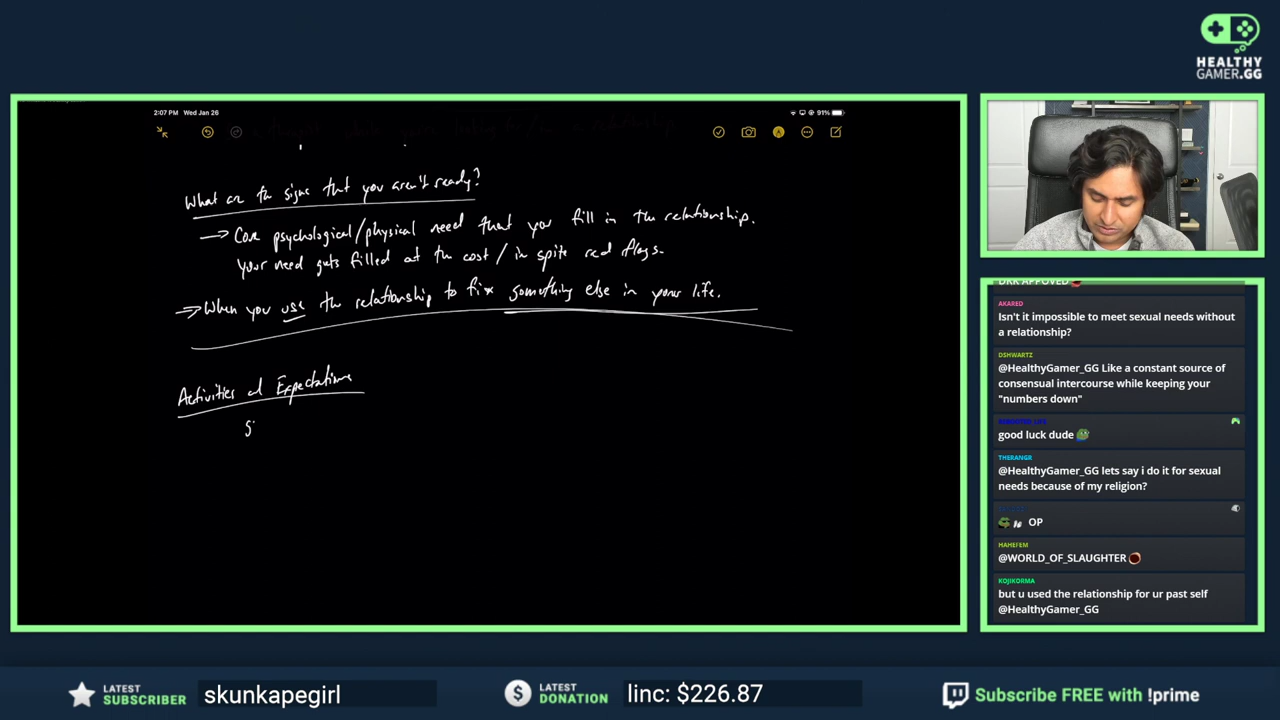 HEALTHY
GAMER.GG
2:07 PM Wed Jan 26
91%
What are the signs that you aren't ready?
→ Core psychological/physical need that you fill in the relationship.
Your need gets filled at the cost / in spite red flags.
→ When you use the relationship to fix something else in your life.
Activities and Expectations
S
AKARED
Isn't it impossible to meet sexual needs without
a relationship?
DSHWARTZ
@HealthyGamer_GG Like a constant source of
consensual intercourse while keeping your
"numbers down"
good luck dude
THERANGR
@HealthyGamer_GG lets say i do it for sexual
needs because of my religion?
OP
HAHEFEM
@WORLD_OF_SLAUGHTER
KOJIKORMA
but u used the relationship for ur past self
@HealthyGamer_GG
LATEST
SUBSCRIBER
skunkapegirl
LATEST
DONATION
linc: $226.87
Subscribe FREE with !prime